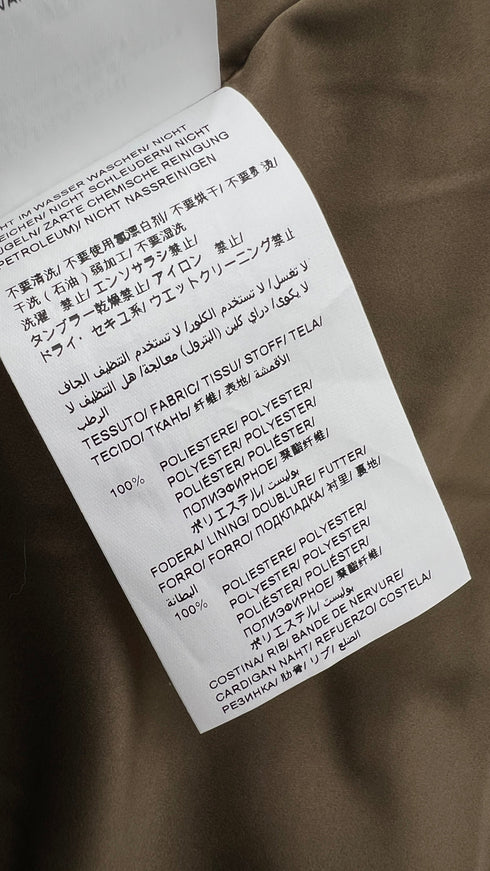 IM WASSER WASCHEN/ NICHT
NICHT SCHLEUDERN/ NICHT
ZARTE CHEMISCHE REINIGUNG
PETROLEUM)/ NICHT NASSREINIGEN
不要清洗/ 不要使用氯漂白剂/ 不要烘干/ 不要熨烫/
干洗 ( 石油 ) 弱加工/ 不要湿洗
洗濯 禁止/ エンソサラシ禁止/
タンブラー乾燥禁止/ アイロン 禁止/
ドライ・セキユ系/ ウエットクリーニング禁止
لا تغسل/ لا تستخدم الكلور/ لا تستخدم التنظيف الجاف
لا يكوى/ دراي كلين (البترول) معالجة/ هل التنظيف لا
الرطب
TESSUTO/ FABRIC/ TISSU/ STOFF/ TELA/
TECIDO/ ТКАНЬ/ 纤维/ 表地/ الأقمشة/
100% POLIESTERE/ POLYESTER/
POLYESTER/ POLYESTER/
POLIÉSTER/ POLIÉSTER/
ПОЛИЭФИРНОЕ/ 聚酯纤维/
ポリエステル/ بوليست/
FODERA/ LINING/ DOUBLURE/ FUTTER/
FORRO/ FORRO/ ПОДКЛАДКА/ 衬里/ 裏地/
البطانة
100% POLIESTERE/ POLYESTER/
POLYESTER/ POLYESTER/
POLIÉSTER/ POLIÉSTER/
ПОЛИЭФИРНОЕ/ 聚酯纤维/
ポリエステル/ بوليست/
COSTINA/ RIB/ BANDE DE NERVURE/
CARDIGAN NAHT/ REFUERZO/ COSTELA/
РЕЗИНКА/ 肋骨/ リブ/ الضلع/